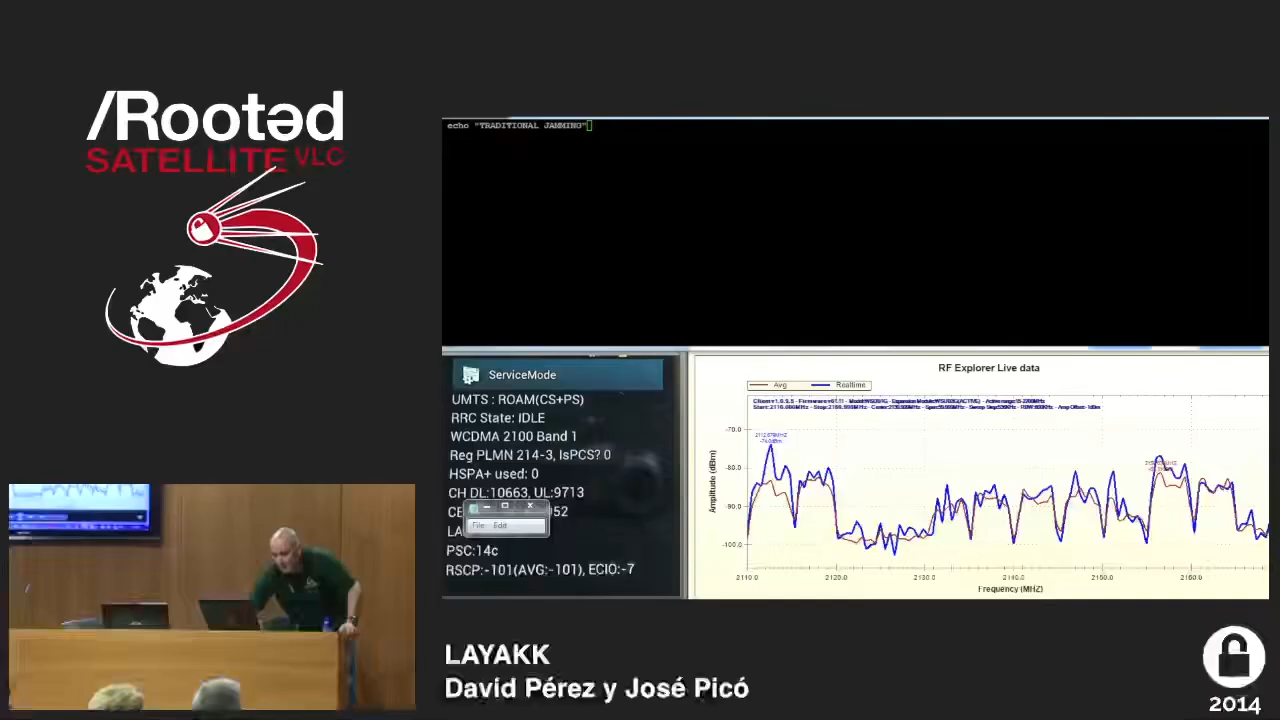 /Rootəd
SATELLITE VLC
echo "TRADITIONAL JAMMING"
ServiceMode
UMTS : ROAM(CS+PS)
RRC State: IDLE
WCDMA 2100 Band 1
Reg PLMN 214-3, IsPCS? 0
HSPA+ used: 0
CH DL:10663, UL:9713
File Edit
PSC:14c
RSCP:-101(AVG:-101), ECIO:-7
RF Explorer Live data
Avg Realtime
Amplitude (dBm)
-70.0
-80.0
-90.0
-100.0
2110.0 2120.0 2130.0 2140.0 2150.0 2160.0
Frequency (MHZ)
LAYAKK
David Pérez y José Picó
2014